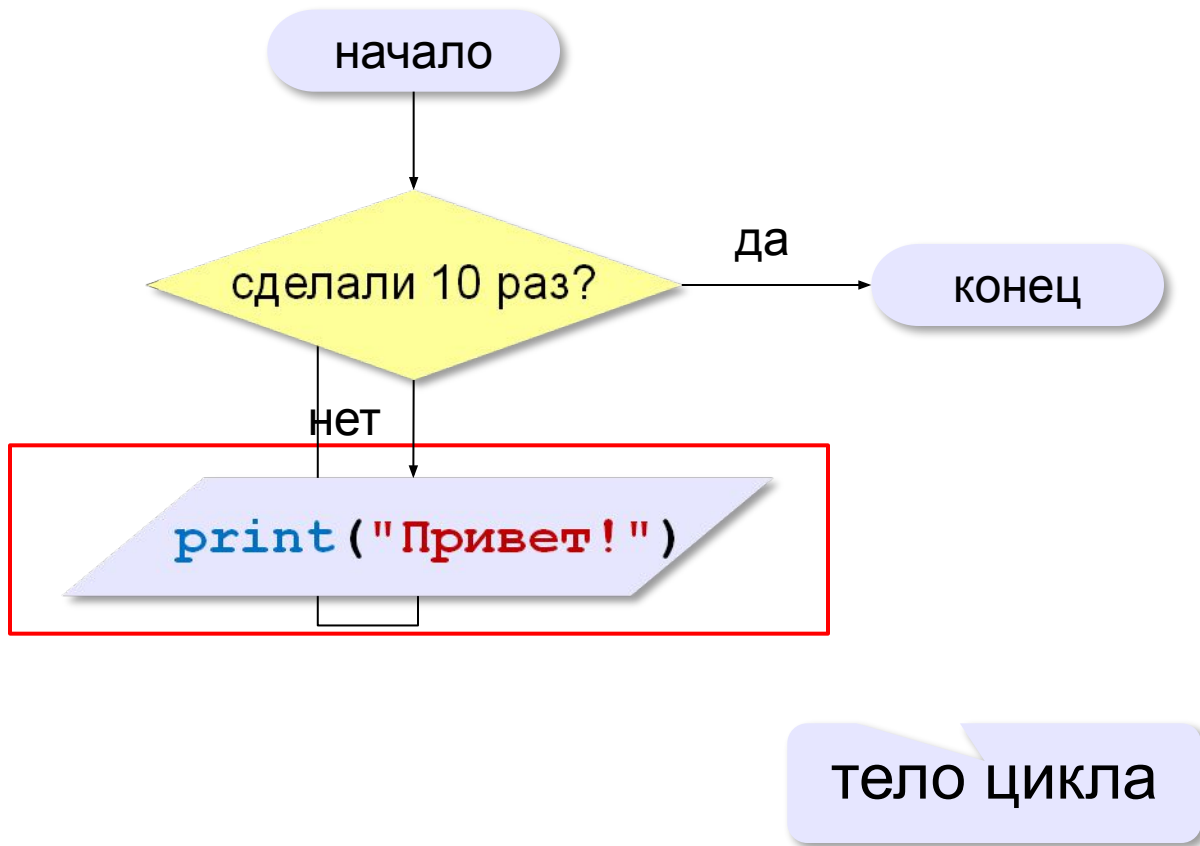 начало
сделали 10 раз?
да
конец
нет
print("Привет!")
тело цикла